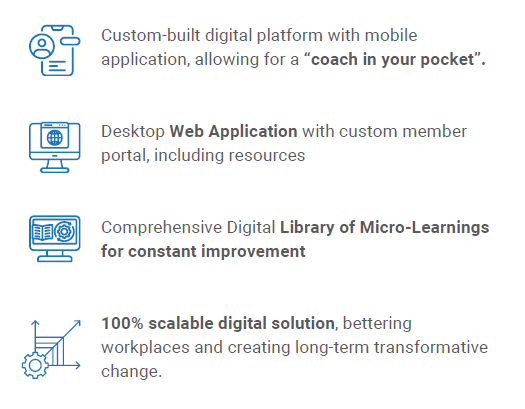 Custom-built digital platform with mobile
application, allowing for a “coach in your pocket”.
Desktop Web Application with custom member
portal, including resources
Comprehensive Digital Library of Micro-Learnings
for constant improvement
100% scalable digital solution, bettering
workplaces and creating long-term transformative
change.